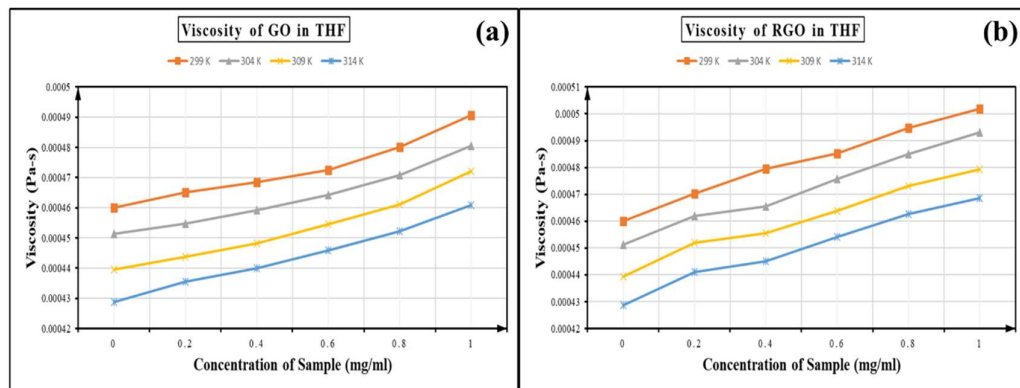 Viscosity of GO in THF
(a)
299 K 304 K 309 K 314 K
0.0005
0.00049
0.00048
0.00047
0.00046
0.00045
0.00044
0.00043
0.00042
Viscosity (Pa-s)
0 0.2 0.4 0.6 0.8 1
Concentration of Sample (mg/ml)
Viscosity of RGO in THF
(b)
299 K 304 K 309 K 314 K
0.00051
0.0005
0.00049
0.00048
0.00047
0.00046
0.00045
0.00044
0.00043
0.00042
Viscosity (Pa-s)
0 0.2 0.4 0.6 0.8 1
Concentration of Sample (mg/ml)